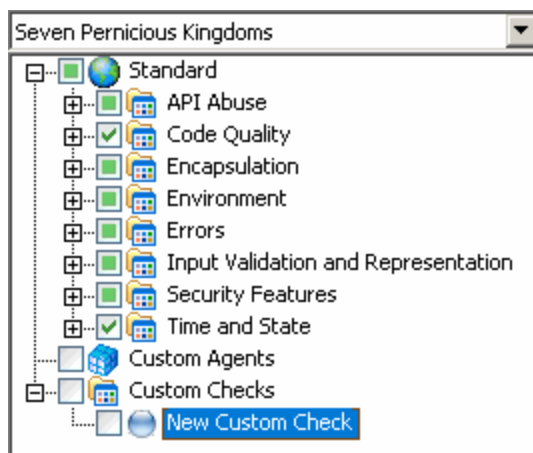 Seven Pernicious Kingdoms
Standard
API Abuse
Code Quality
Encapsulation
Environment
Errors
Input Validation and Representation
Security Features
Time and State
Custom Agents
Custom Checks
New Custom Check